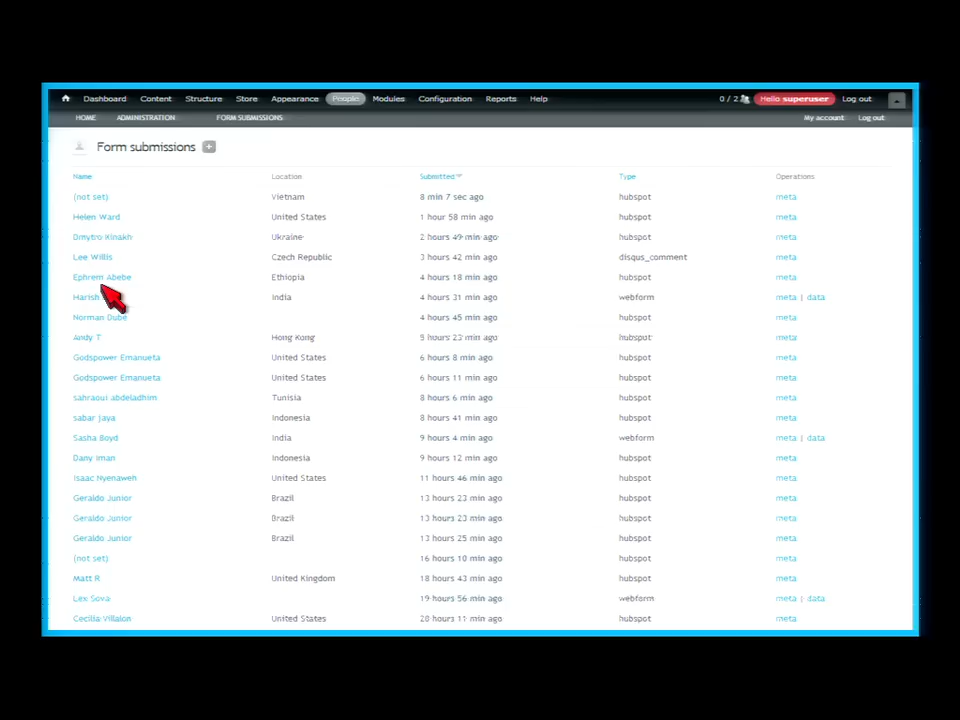 Dashboard Content Structure Store Appearance People Modules Configuration Reports Help 0 / 2 Hello superuser Log out
HOME ADMINISTRATION FORM SUBMISSIONS My account Log out
Form submissions
Name Location Submitted Type Operations
(not set) Vietnam 8 min 7 sec ago hubspot meta
Helen Ward United States 1 hour 58 min ago hubspot meta
Dmytro Kinakh Ukraine 2 hours 49 min ago hubspot meta
Lee Willis Czech Republic 3 hours 42 min ago disqus_comment meta
Ephrem Abebe Ethiopia 4 hours 18 min ago hubspot meta
Harish India 4 hours 31 min ago webform meta | data
Norman Dube 4 hours 45 min ago hubspot meta
Andy T Hong Kong 5 hours 23 min ago hubspot meta
Godspower Emanueta United States 6 hours 8 min ago hubspot meta
Godspower Emanueta United States 6 hours 11 min ago hubspot meta
sahraoui abdeladhim Tunisia 8 hours 6 min ago hubspot meta
sabar jaya Indonesia 8 hours 41 min ago hubspot meta
Sasha Boyd India 9 hours 4 min ago webform meta | data
Dany iman Indonesia 9 hours 12 min ago hubspot meta
Isaac Nyenaweh United States 11 hours 46 min ago hubspot meta
Geraldo Junior Brazil 13 hours 23 min ago hubspot meta
Geraldo Junior Brazil 13 hours 23 min ago hubspot meta
Geraldo Junior Brazil 13 hours 25 min ago hubspot meta
(not set) 16 hours 10 min ago hubspot meta
Matt R United Kingdom 18 hours 43 min ago hubspot meta
Lex Sova 19 hours 56 min ago webform meta | data
Cecilia Villalon United States 20 hours 11 min ago hubspot meta